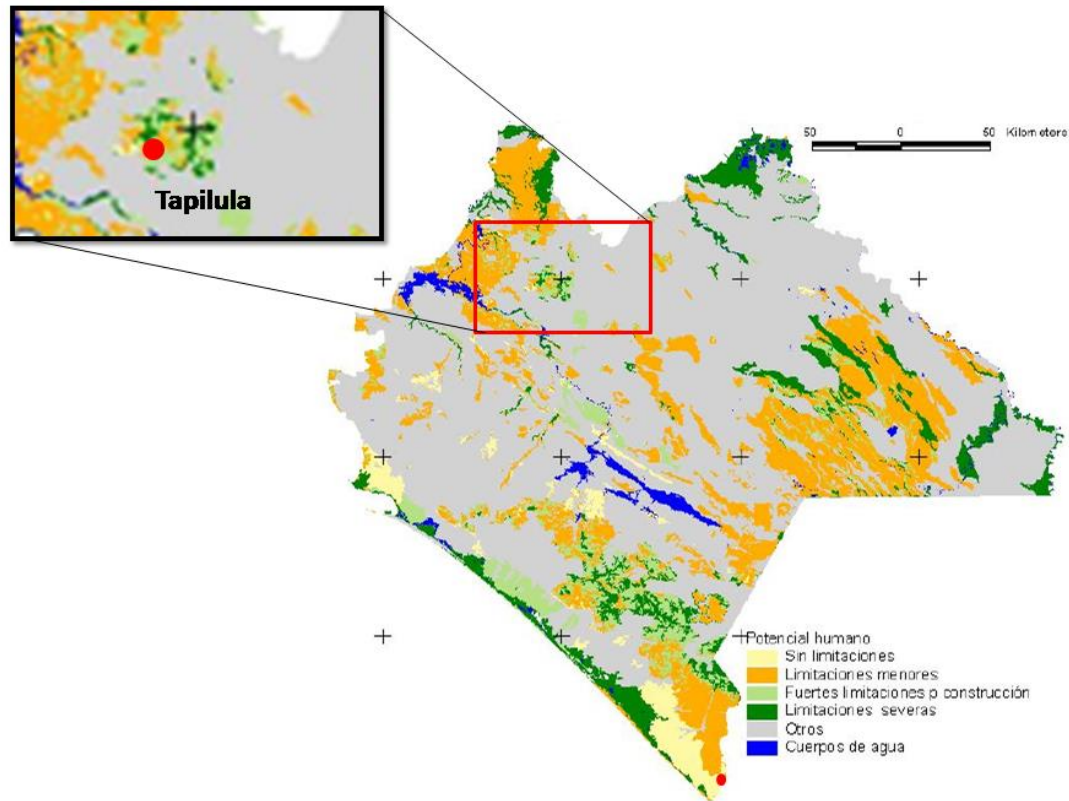 Tapilula
50 0 50 Kilometers
Potencial humano
Sin limitaciones
Limitaciones menores
Fuertes limitaciones p construcción
Limitaciones severas
Otros
Cuerpos de agua